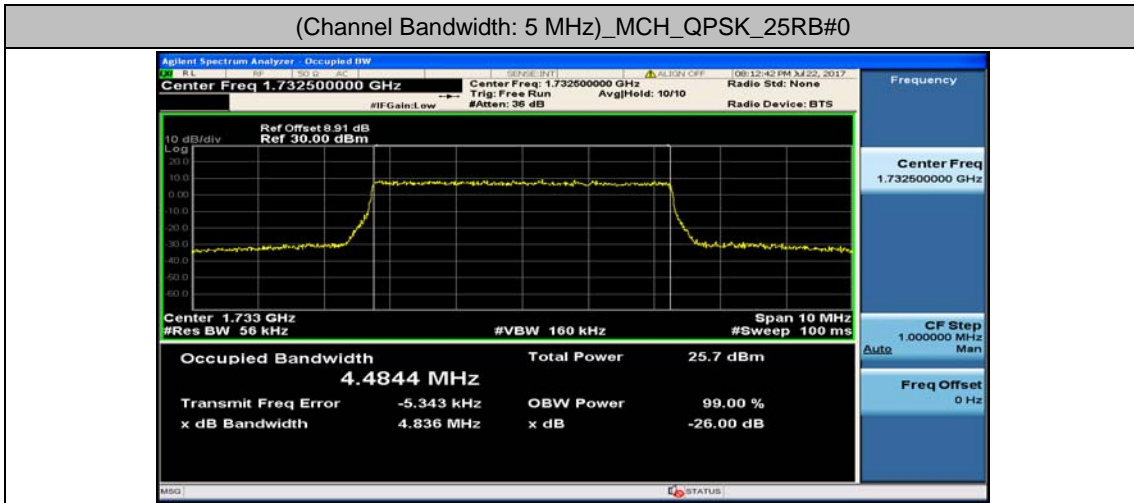 (Channel Bandwidth: 5 MHz)_MCH_QPSK_25RB#0
Agilent Spectrum Analyzer - Occupied BW
LXI RL RF 50 Ω AC SENSE:INT ALIGN OFF 08:12:42 PM Jul 22, 2017
Center Freq 1.732500000 GHz
Center Freq: 1.732500000 GHz
Radio Std: None
Trig: Free Run Avg|Hold: 10/10
#IFGain:Low
#Atten: 36 dB
Radio Device: BTS
Ref Offset 8.91 dB
10 dB/div Ref 30.00 dBm
Log
20.0
10.0
0.00
-10.0
-20.0
-30.0
-40.0
-50.0
-60.0
Center 1.733 GHz Span 10 MHz
#Res BW 56 kHz #VBW 160 kHz #Sweep 100 ms
Occupied Bandwidth Total Power 25.7 dBm
4.4844 MHz
Transmit Freq Error -5.343 kHz OBW Power 99.00 %
x dB Bandwidth 4.836 MHz x dB -26.00 dB
MSG STATUS
Frequency
Center Freq
1.732500000 GHz
CF Step
1.000000 MHz
Auto Man
Freq Offset
0 Hz